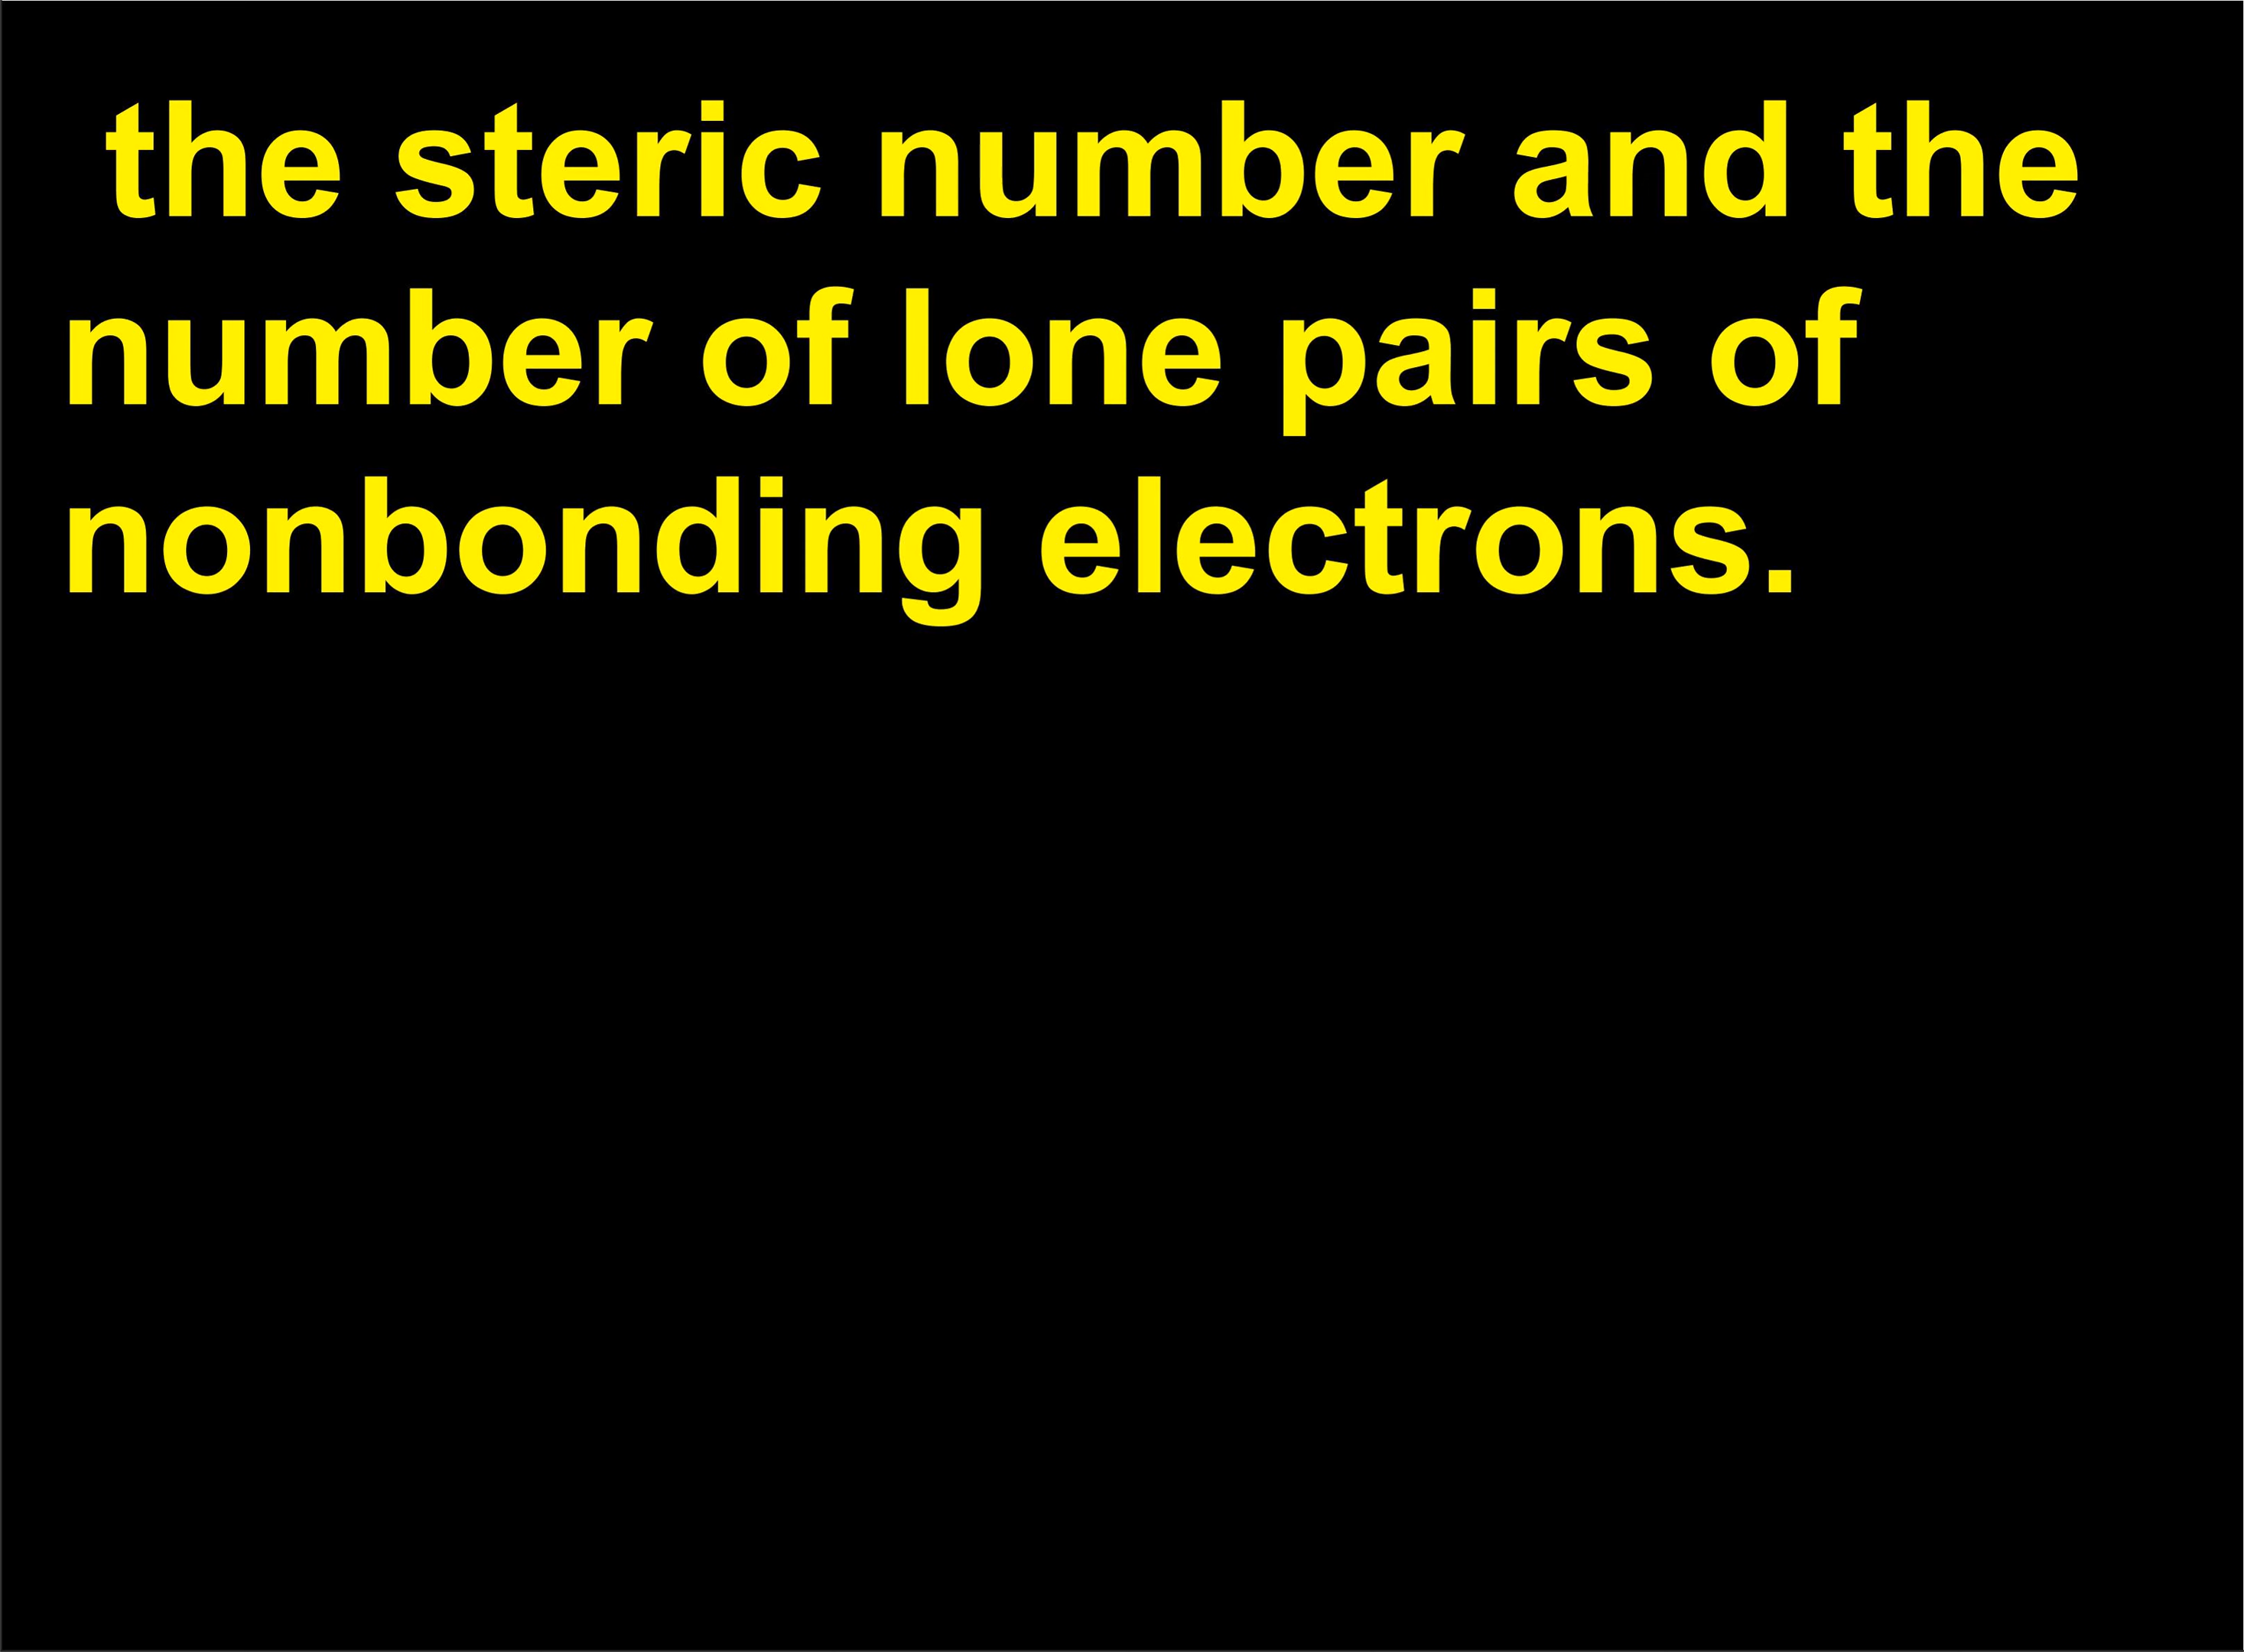 the steric number and the
number of lone pairs of
nonbonding electrons.